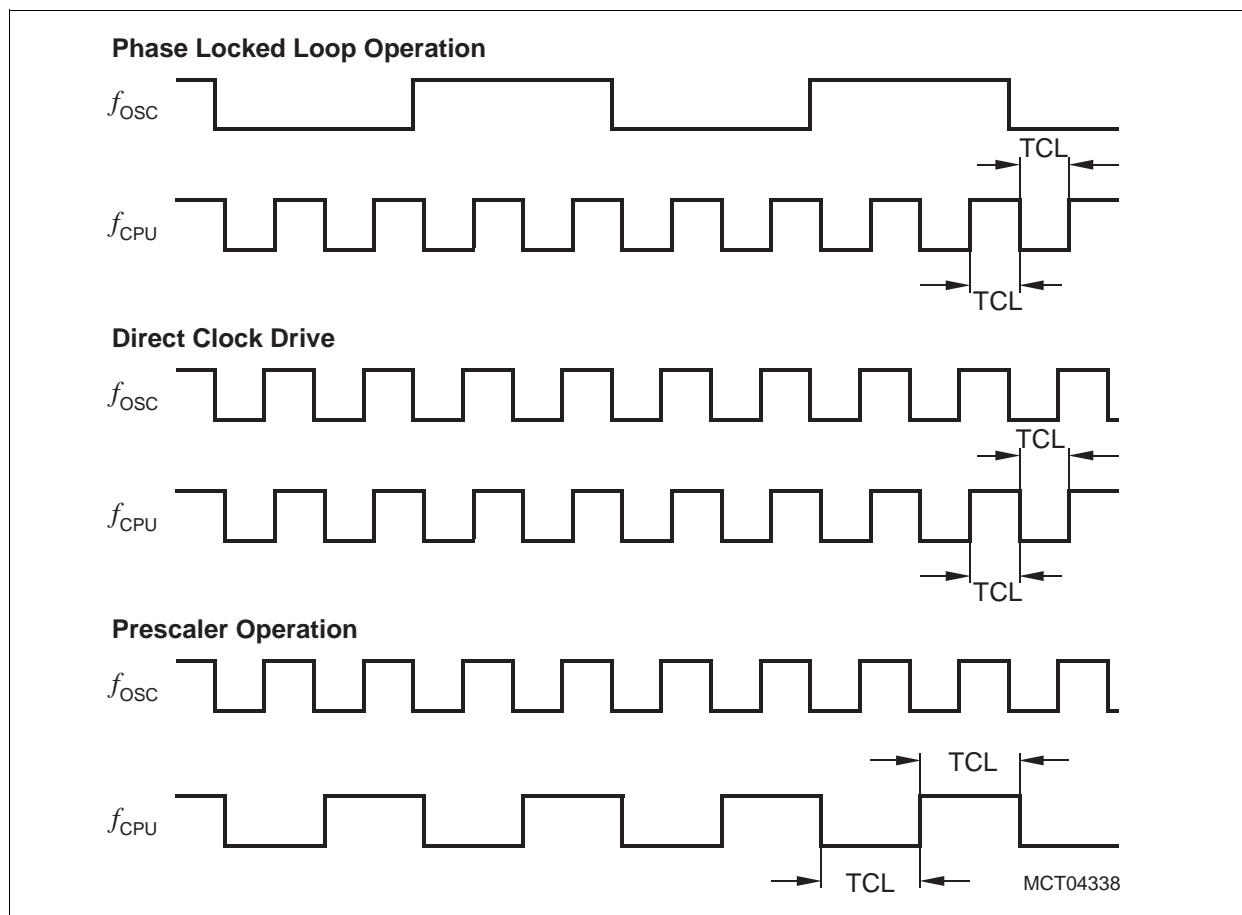 Phase Locked Loop Operation
fOSC
TCL
fCPU
TCL
Direct Clock Drive
fOSC
TCL
fCPU
TCL
Prescaler Operation
fOSC
TCL
fCPU
TCL
MCT04338